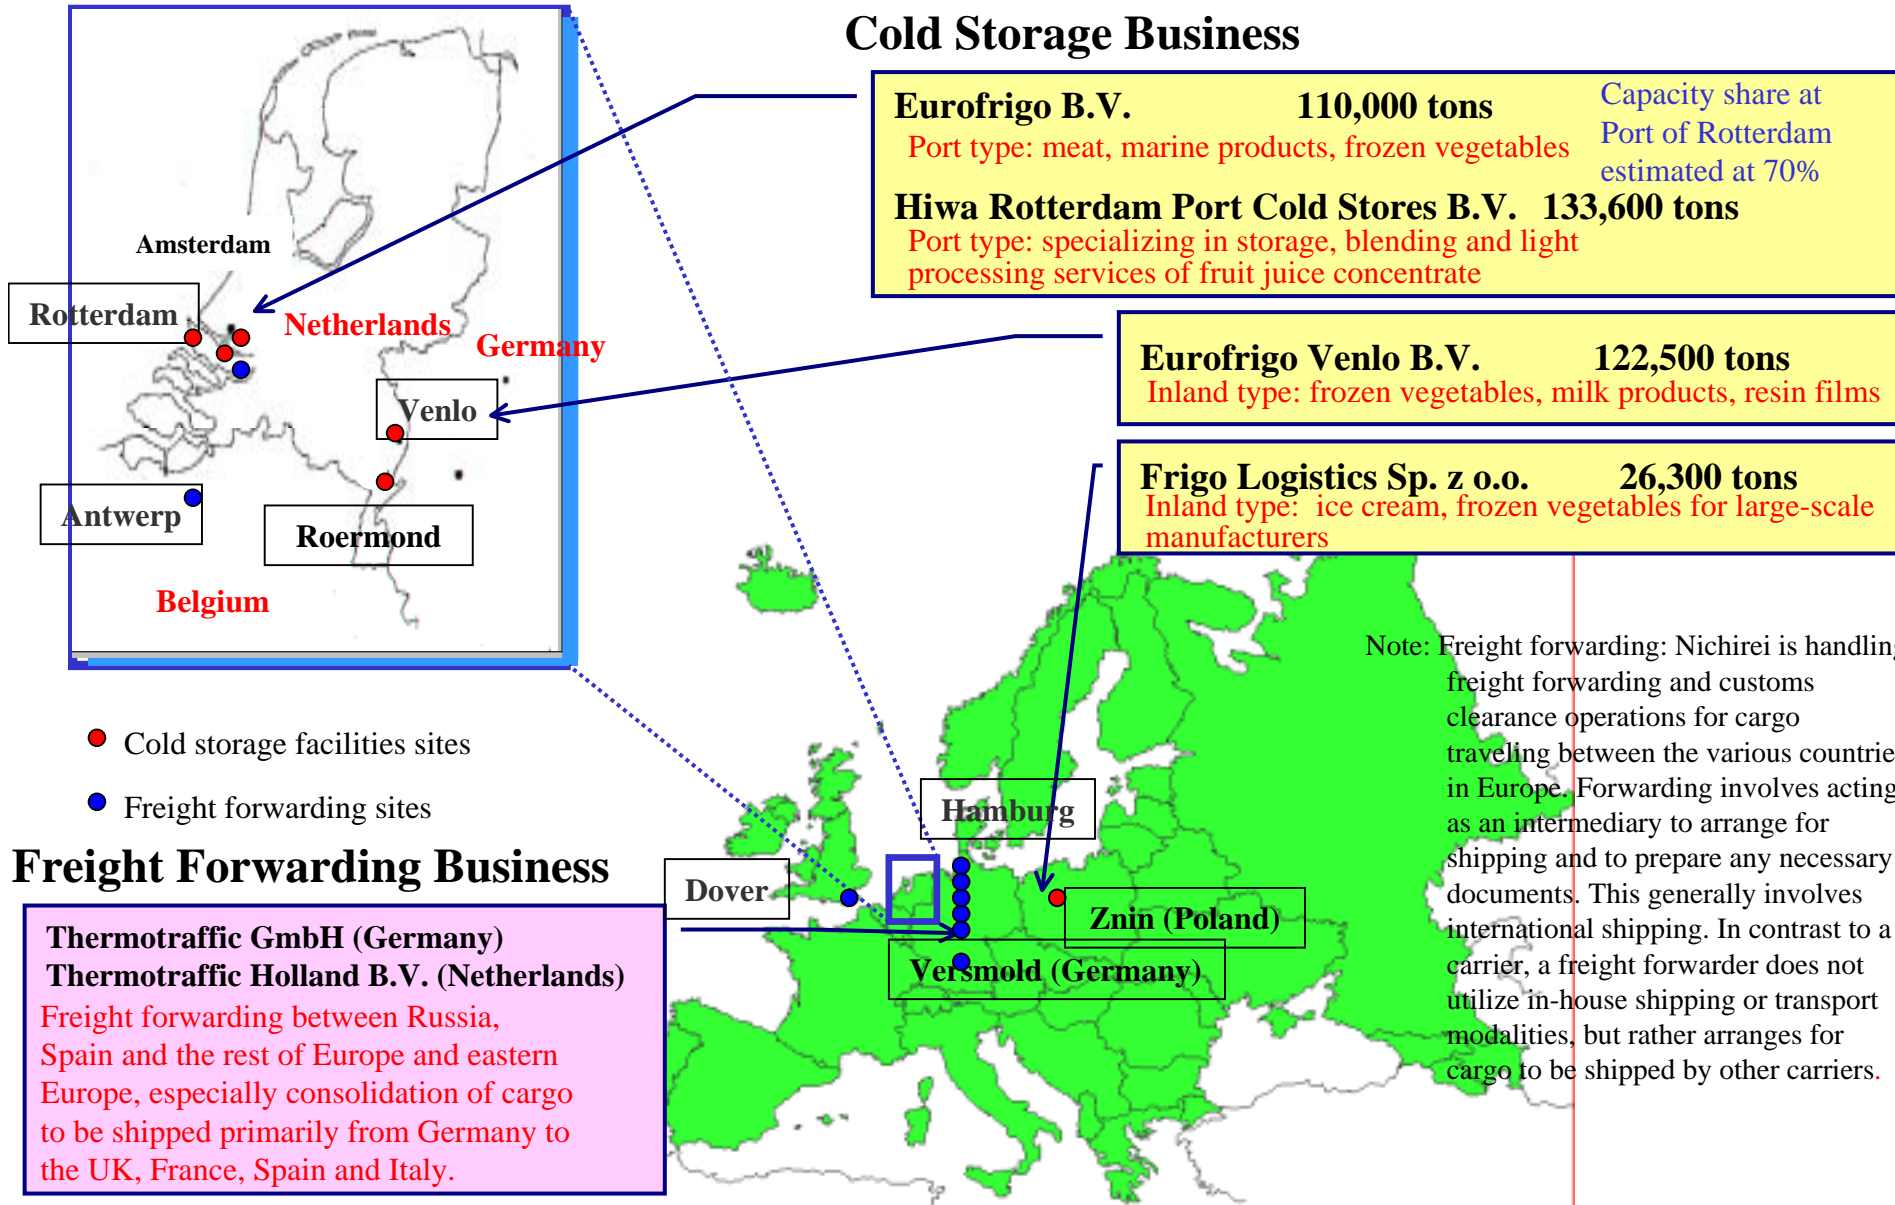 Cold Storage Business
Eurofrigo B.V. 110,000 tons
Port type: meat, marine products, frozen vegetables
Capacity share at
Port of Rotterdam
estimated at 70%
Hiwa Rotterdam Port Cold Stores B.V. 133,600 tons
Port type: specializing in storage, blending and light
processing services of fruit juice concentrate
Eurofrigo Venlo B.V. 122,500 tons
Inland type: frozen vegetables, milk products, resin films
Frigo Logistics Sp. z o.o. 26,300 tons
Inland type: ice cream, frozen vegetables for large-scale
manufacturers
Amsterdam
Rotterdam
Netherlands
Germany
Venlo
Antwerp
Roermond
Belgium
Cold storage facilities sites
Freight forwarding sites
Freight Forwarding Business
Thermotraffic GmbH (Germany)
Thermotraffic Holland B.V. (Netherlands)
Freight forwarding between Russia,
Spain and the rest of Europe and eastern
Europe, especially consolidation of cargo
to be shipped primarily from Germany to
the UK, France, Spain and Italy.
Hamburg
Dover
Znin (Poland)
Versmold (Germany)
Note: Freight forwarding: Nichirei is handling
freight forwarding and customs
clearance operations for cargo
traveling between the various countrie
in Europe. Forwarding involves acting
as an intermediary to arrange for
shipping and to prepare any necessary
documents. This generally involves
international shipping. In contrast to a
carrier, a freight forwarder does not
utilize in-house shipping or transport
modalities, but rather arranges for
cargo to be shipped by other carriers.